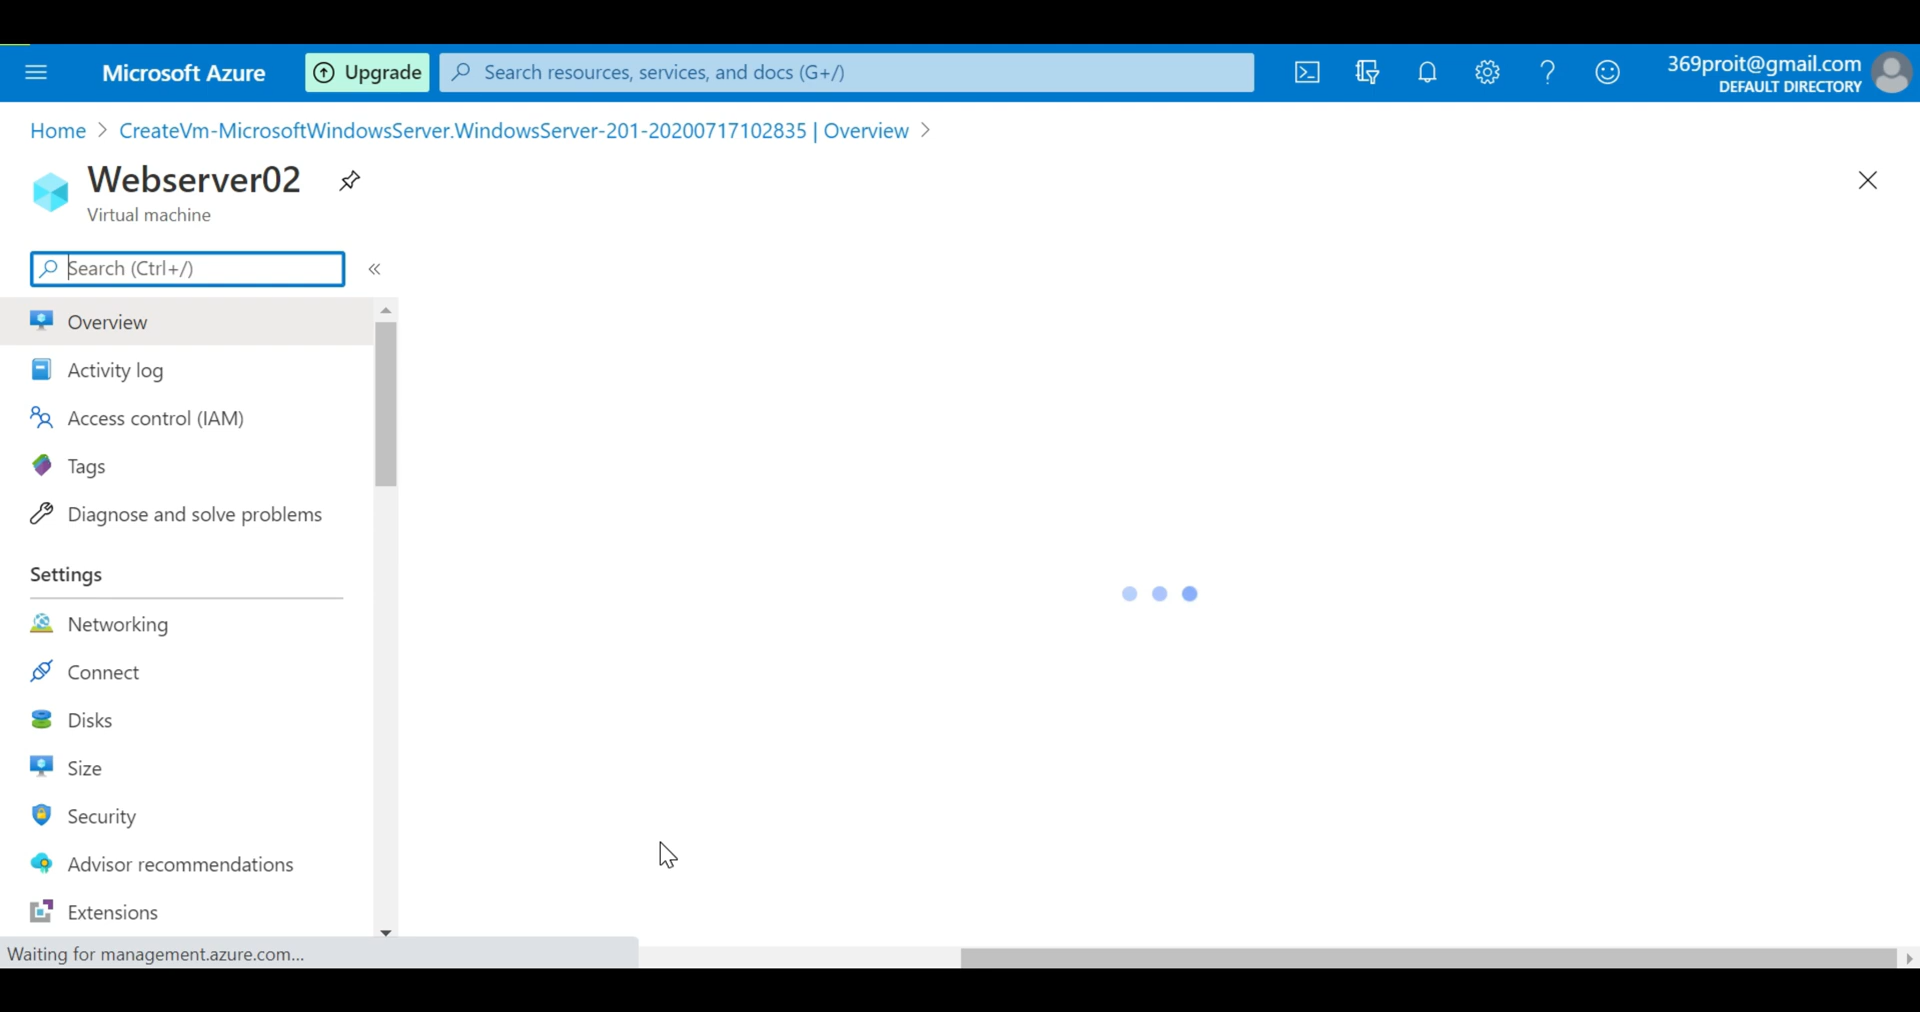 Microsoft Azure
Upgrade
Search resources, services, and docs (G+/)
369proit@gmail.com
DEFAULT DIRECTORY
Home > CreateVm-MicrosoftWindowsServer.WindowsServer-201-20200717102835 | Overview >
Webserver02
Virtual machine
Search (Ctrl+/)
Overview
Activity log
Access control (IAM)
Tags
Diagnose and solve problems
Settings
Networking
Connect
Disks
Size
Security
Advisor recommendations
Extensions
Waiting for management.azure.com...